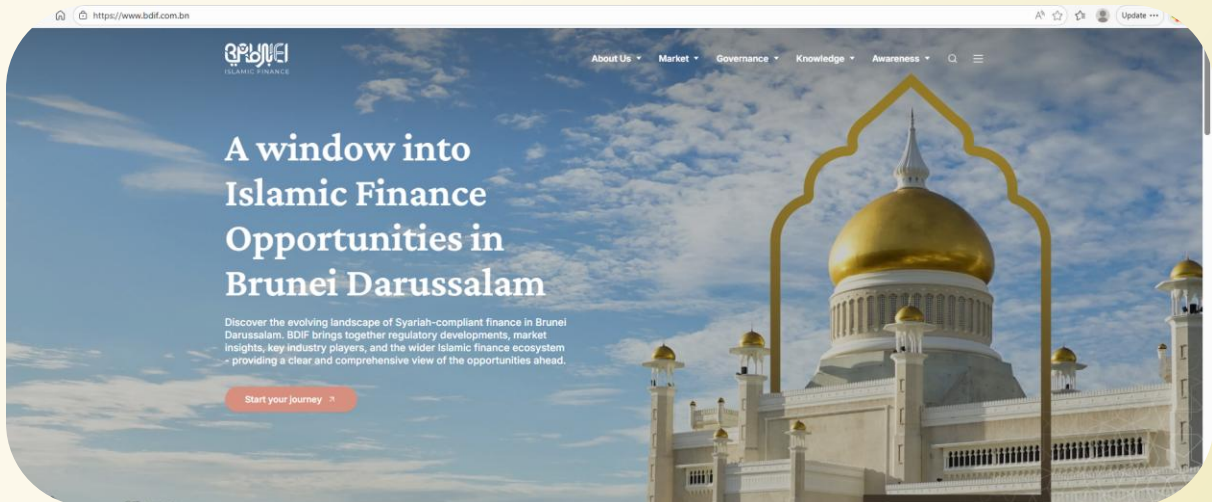 https://www.bdif.com.bn
Update
BRUNEI
ISLAMIC FINANCE
About Us
Market
Governance
Knowledge
Awareness
A window into
Islamic Finance
Opportunities in
Brunei Darussalam
Discover the evolving landscape of Syariah-compliant finance in Brunei
Darussalam. BDIF brings together regulatory developments, market
insights, key industry players, and the wider Islamic finance ecosystem
- providing a clear and comprehensive view of the opportunities ahead.
Start your journey